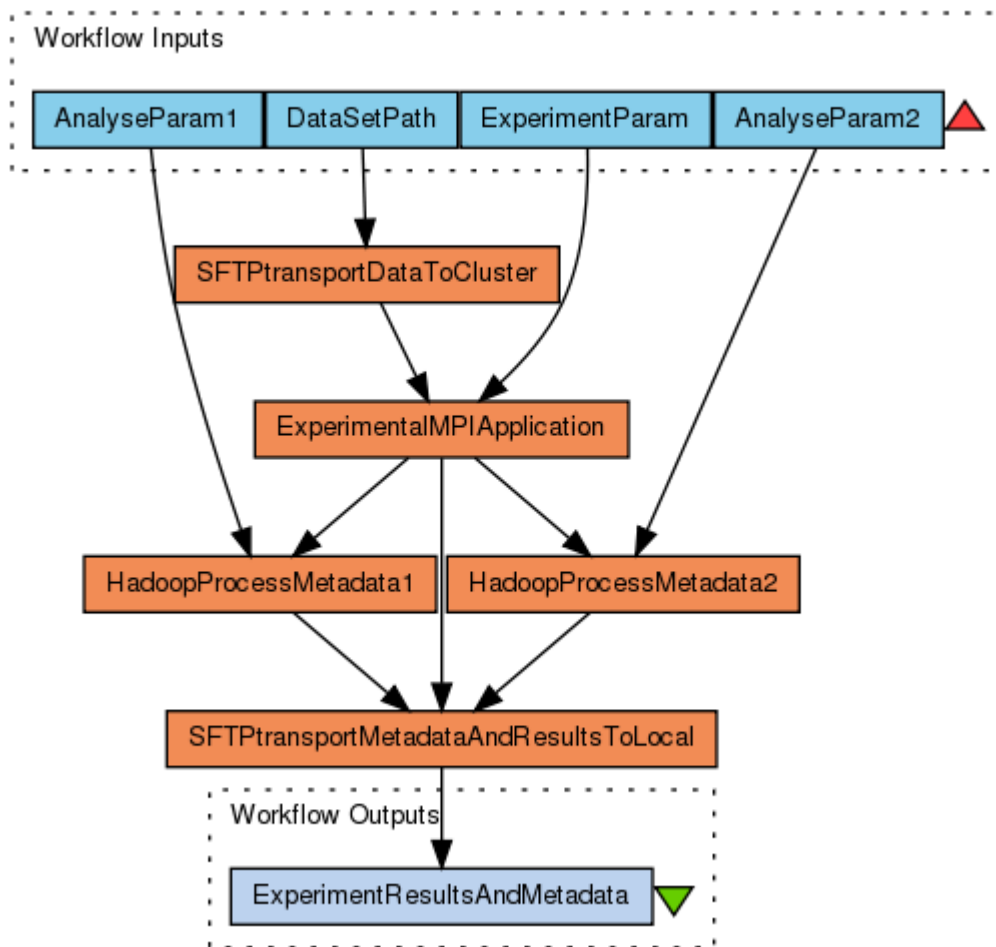 Workflow Inputs
AnalyseParam1
DataSetPath
ExperimentParam
AnalyseParam2
SFTPtransportDataToCluster
ExperimentalMPIApplication
HadoopProcessMetadata1
HadoopProcessMetadata2
SFTPtransportMetadataAndResultsToLocal
Workflow Outputs
ExperimentResultsAndMetadata